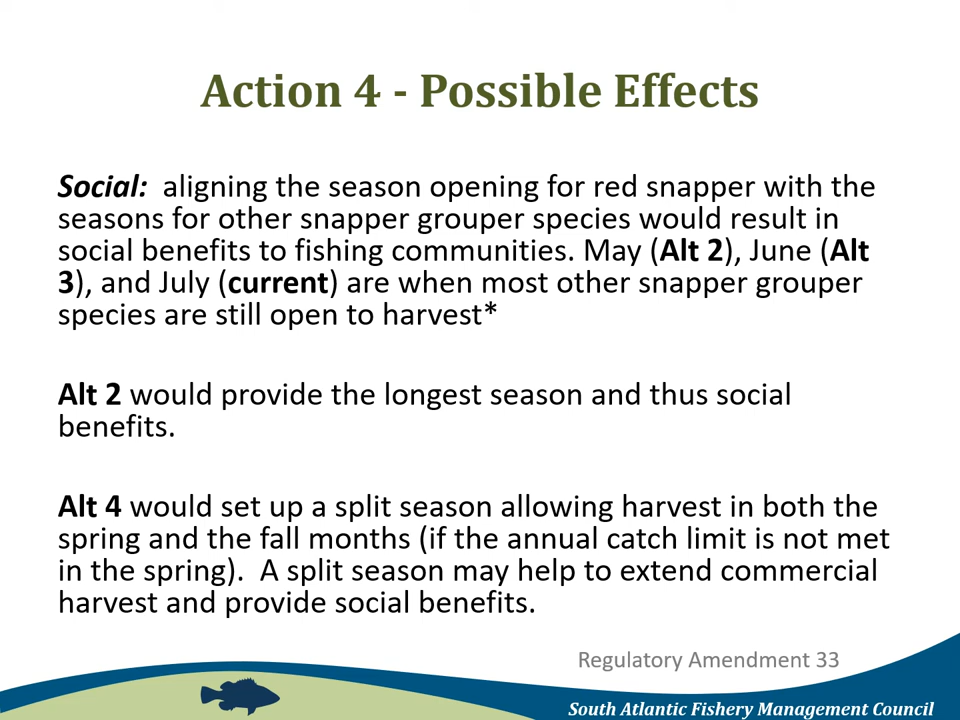 Action 4 - Possible Effects
Social:  aligning the season opening for red snapper with the
seasons for other snapper grouper species would result in
social benefits to fishing communities. May (Alt 2), June (Alt
3), and July (current) are when most other snapper grouper
species are still open to harvest*
Alt 2 would provide the longest season and thus social
benefits.
Alt 4 would set up a split season allowing harvest in both the
spring and the fall months (if the annual catch limit is not met
in the spring).  A split season may help to extend commercial
harvest and provide social benefits.
Regulatory Amendment 33
South Atlantic Fishery Management Council